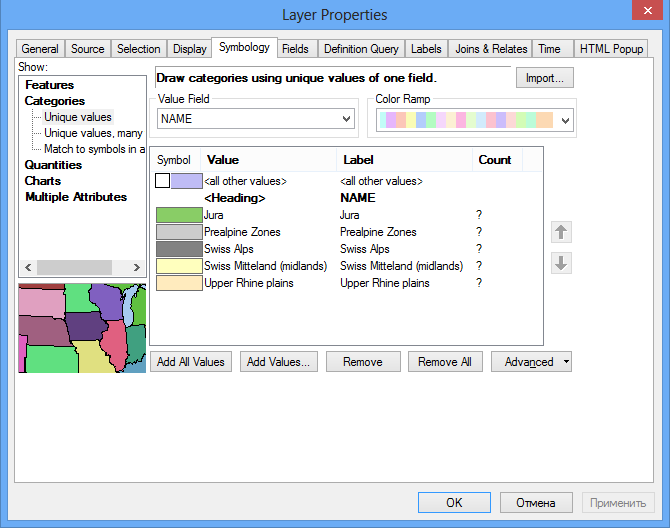 Layer Properties
General Source Selection Display Symbology Fields Definition Query Labels Joins & Relates Time HTML Popup
Show:
Features
Categories
Unique values
Unique values, many
Match to symbols in a
Quantities
Charts
Multiple Attributes
Draw categories using unique values of one field.
Import...
Value Field
NAME
Color Ramp
Symbol Value Label Count
<all other values> <all other values>
<Heading> NAME
Jura Jura ?
Prealpine Zones Prealpine Zones ?
Swiss Alps Swiss Alps ?
Swiss Mitteland (midlands) Swiss Mitteland (midlands) ?
Upper Rhine plains Upper Rhine plains ?
Add All Values Add Values... Remove Remove All Advanced
OK Отмена Применить